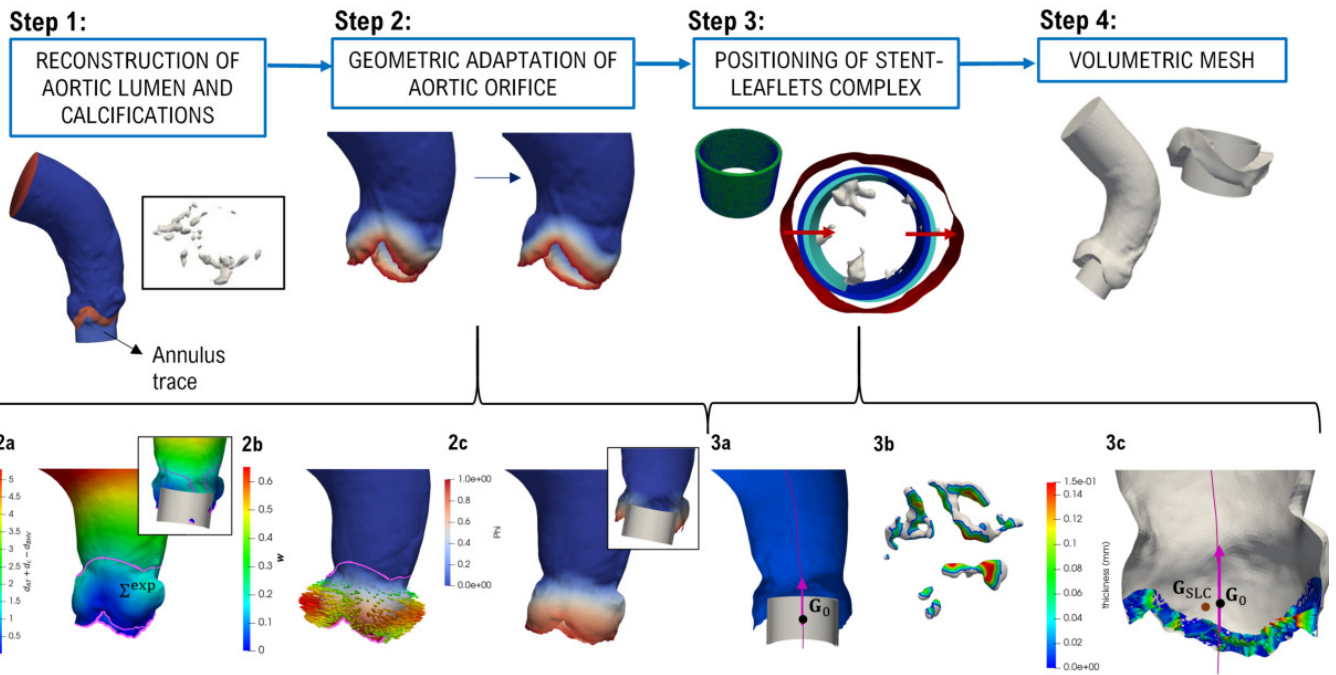 Step 1:
RECONSTRUCTION OF
AORTIC LUMEN AND
CALCIFICATIONS
Step 2:
GEOMETRIC ADAPTATION OF
AORTIC ORIFICE
Step 3:
POSITIONING OF STENT-
LEAFLETS COMPLEX
Step 4:
VOLUMETRIC MESH
Annulus
trace
2a
5
4.5
4
3.5
3
2.5
2
1.5
1
0.5
Σexp
2b
0.6
0.5
0.4
0.3
0.2
0.1
0
w
2c
1.0e+00
0.8
0.6
0.4
0.2
0.0e+00
Phi
3a
G0
3b
3c
1.5e-01
0.14
0.12
0.10
0.08
0.06
0.04
0.02
0.0e+00
thickness (mm)
GSLC
G0